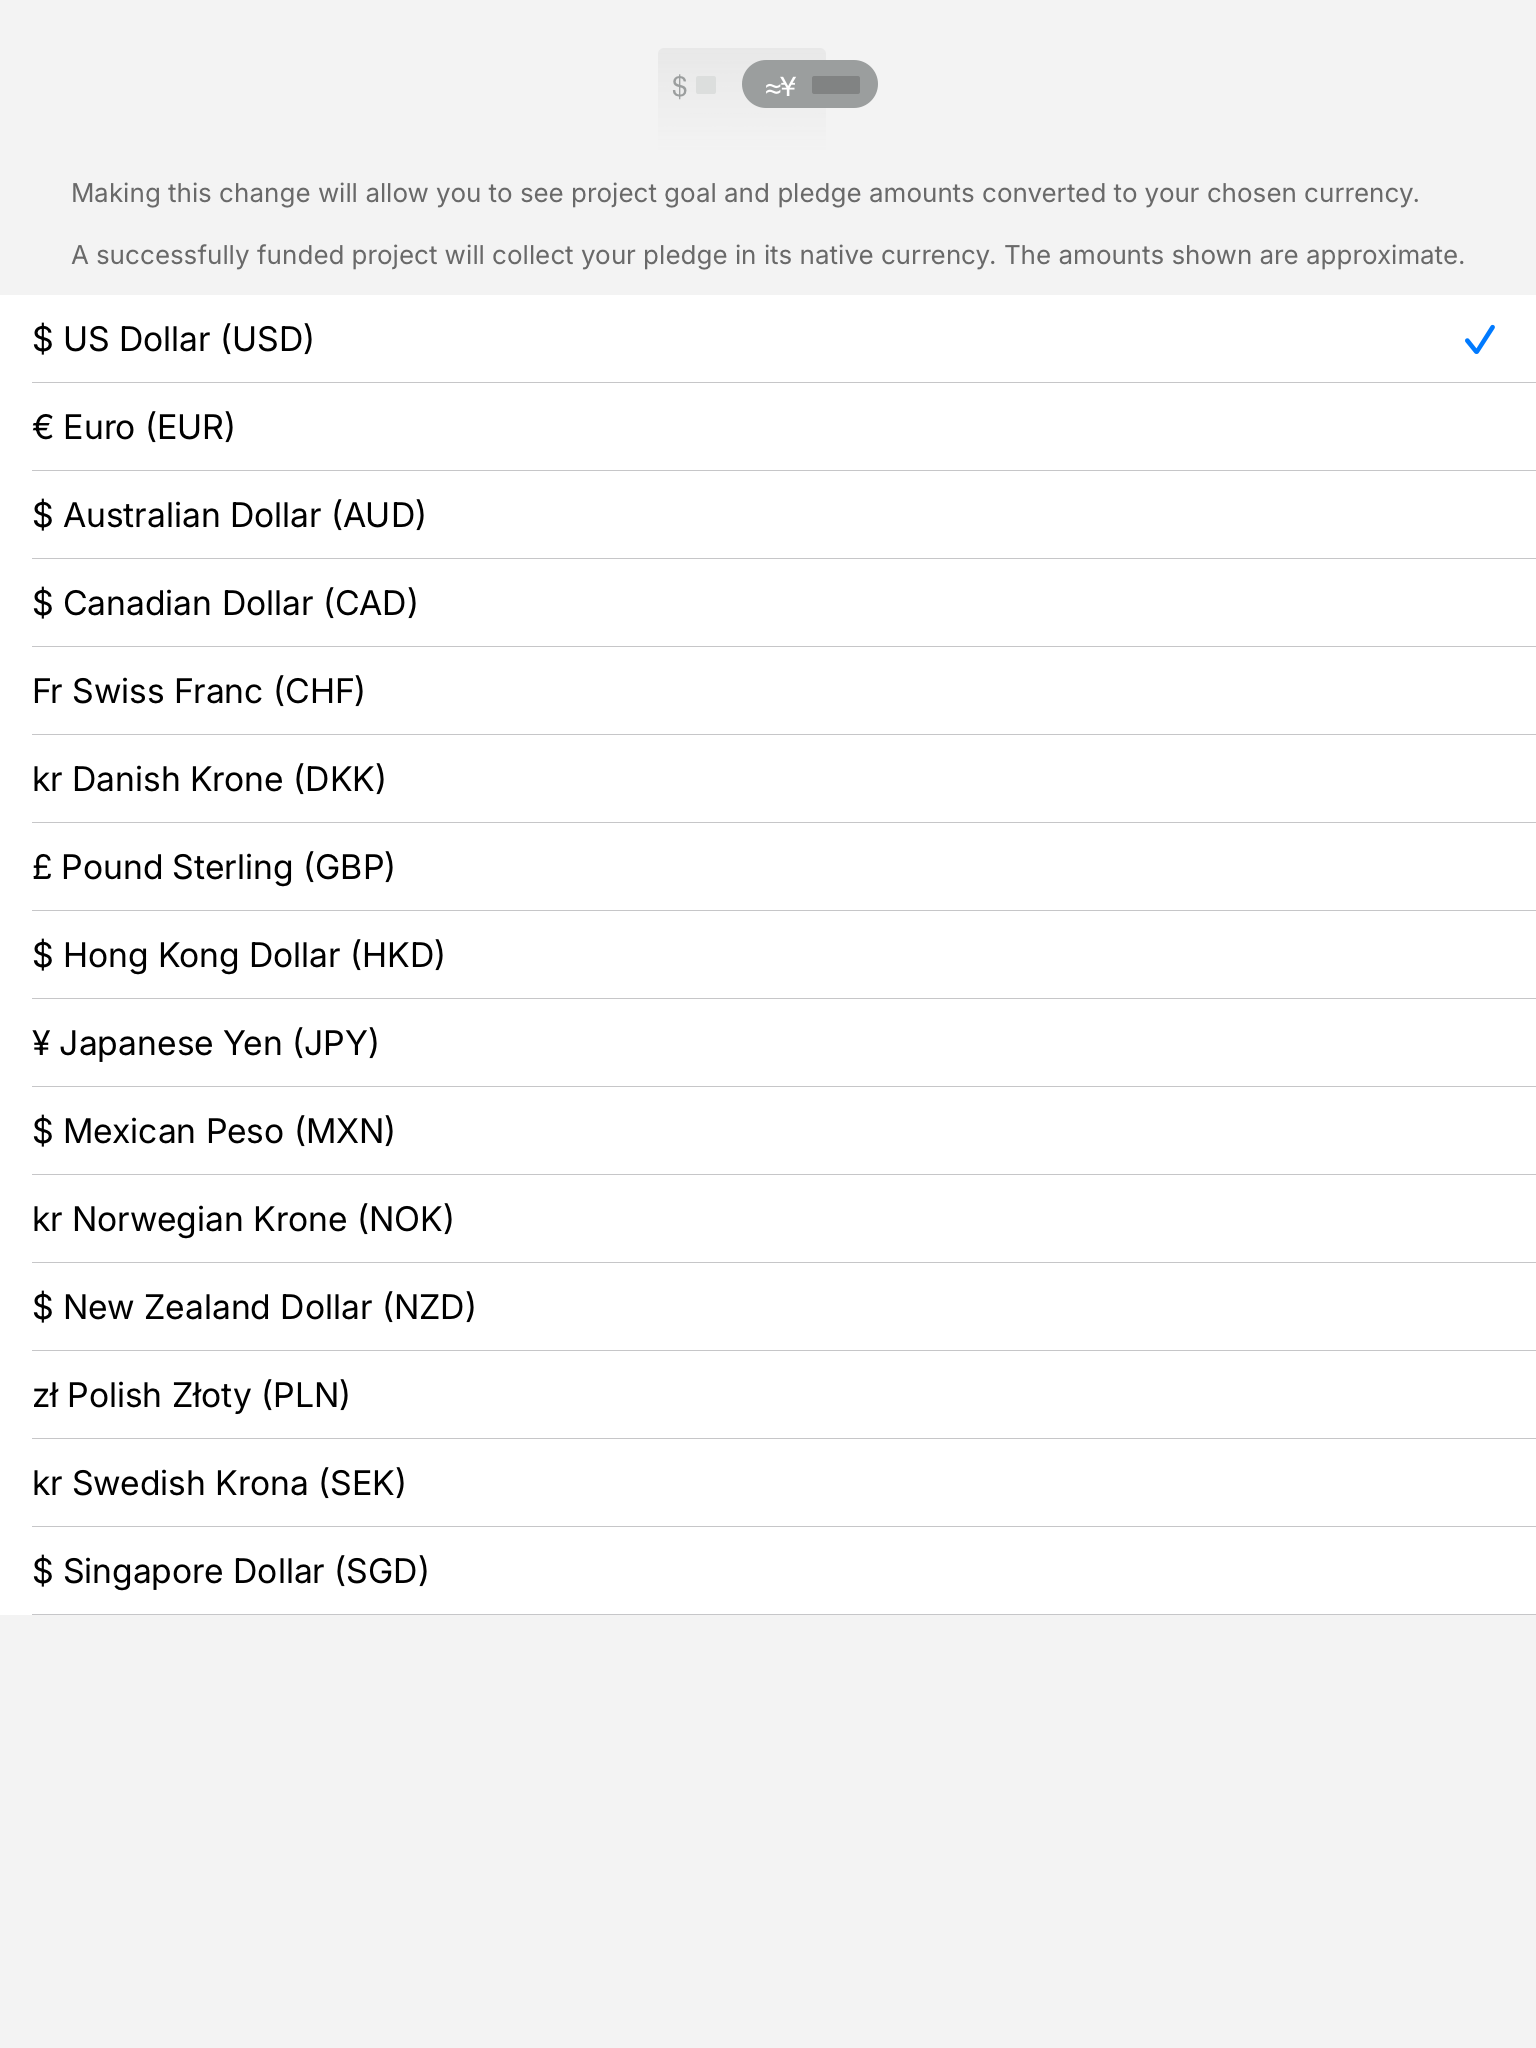 $ ≈¥
Making this change will allow you to see project goal and pledge amounts converted to your chosen currency.
A successfully funded project will collect your pledge in its native currency. The amounts shown are approximate.
$ US Dollar (USD)
€ Euro (EUR)
$ Australian Dollar (AUD)
$ Canadian Dollar (CAD)
Fr Swiss Franc (CHF)
kr Danish Krone (DKK)
£ Pound Sterling (GBP)
$ Hong Kong Dollar (HKD)
¥ Japanese Yen (JPY)
$ Mexican Peso (MXN)
kr Norwegian Krone (NOK)
$ New Zealand Dollar (NZD)
zł Polish Złoty (PLN)
kr Swedish Krona (SEK)
$ Singapore Dollar (SGD)